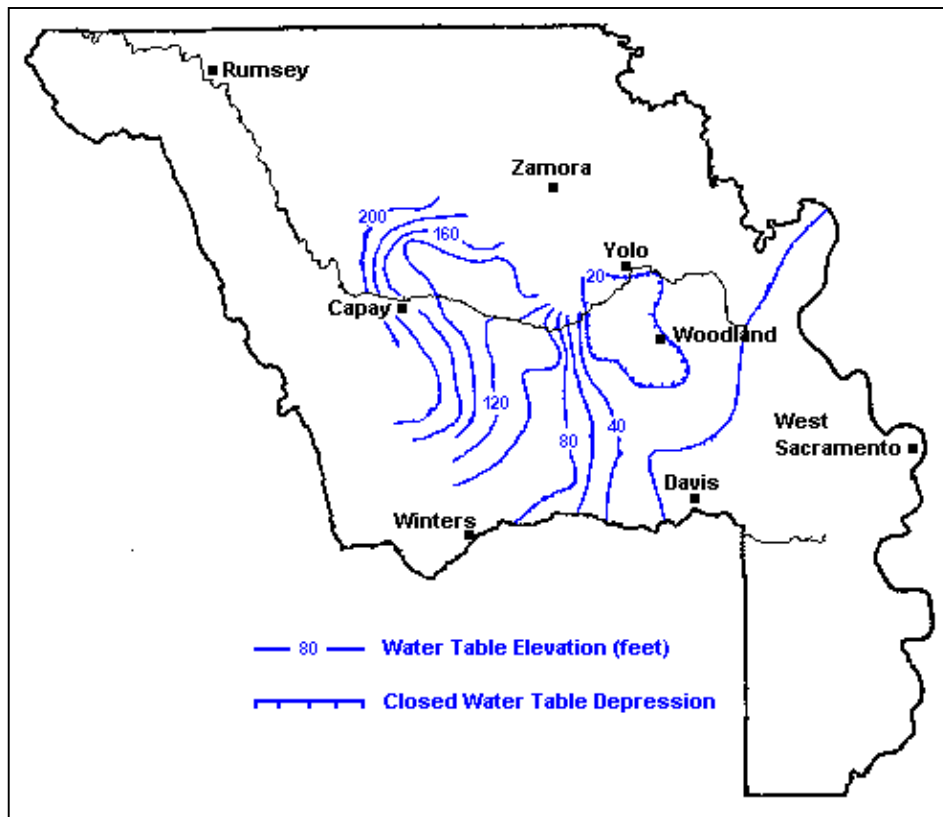 Rumsey
Zamora
200
160
Yolo
20
Capay
Woodland
120
80
40
West
Sacramento
Davis
Winters
80 Water Table Elevation (feet)
Closed Water Table Depression